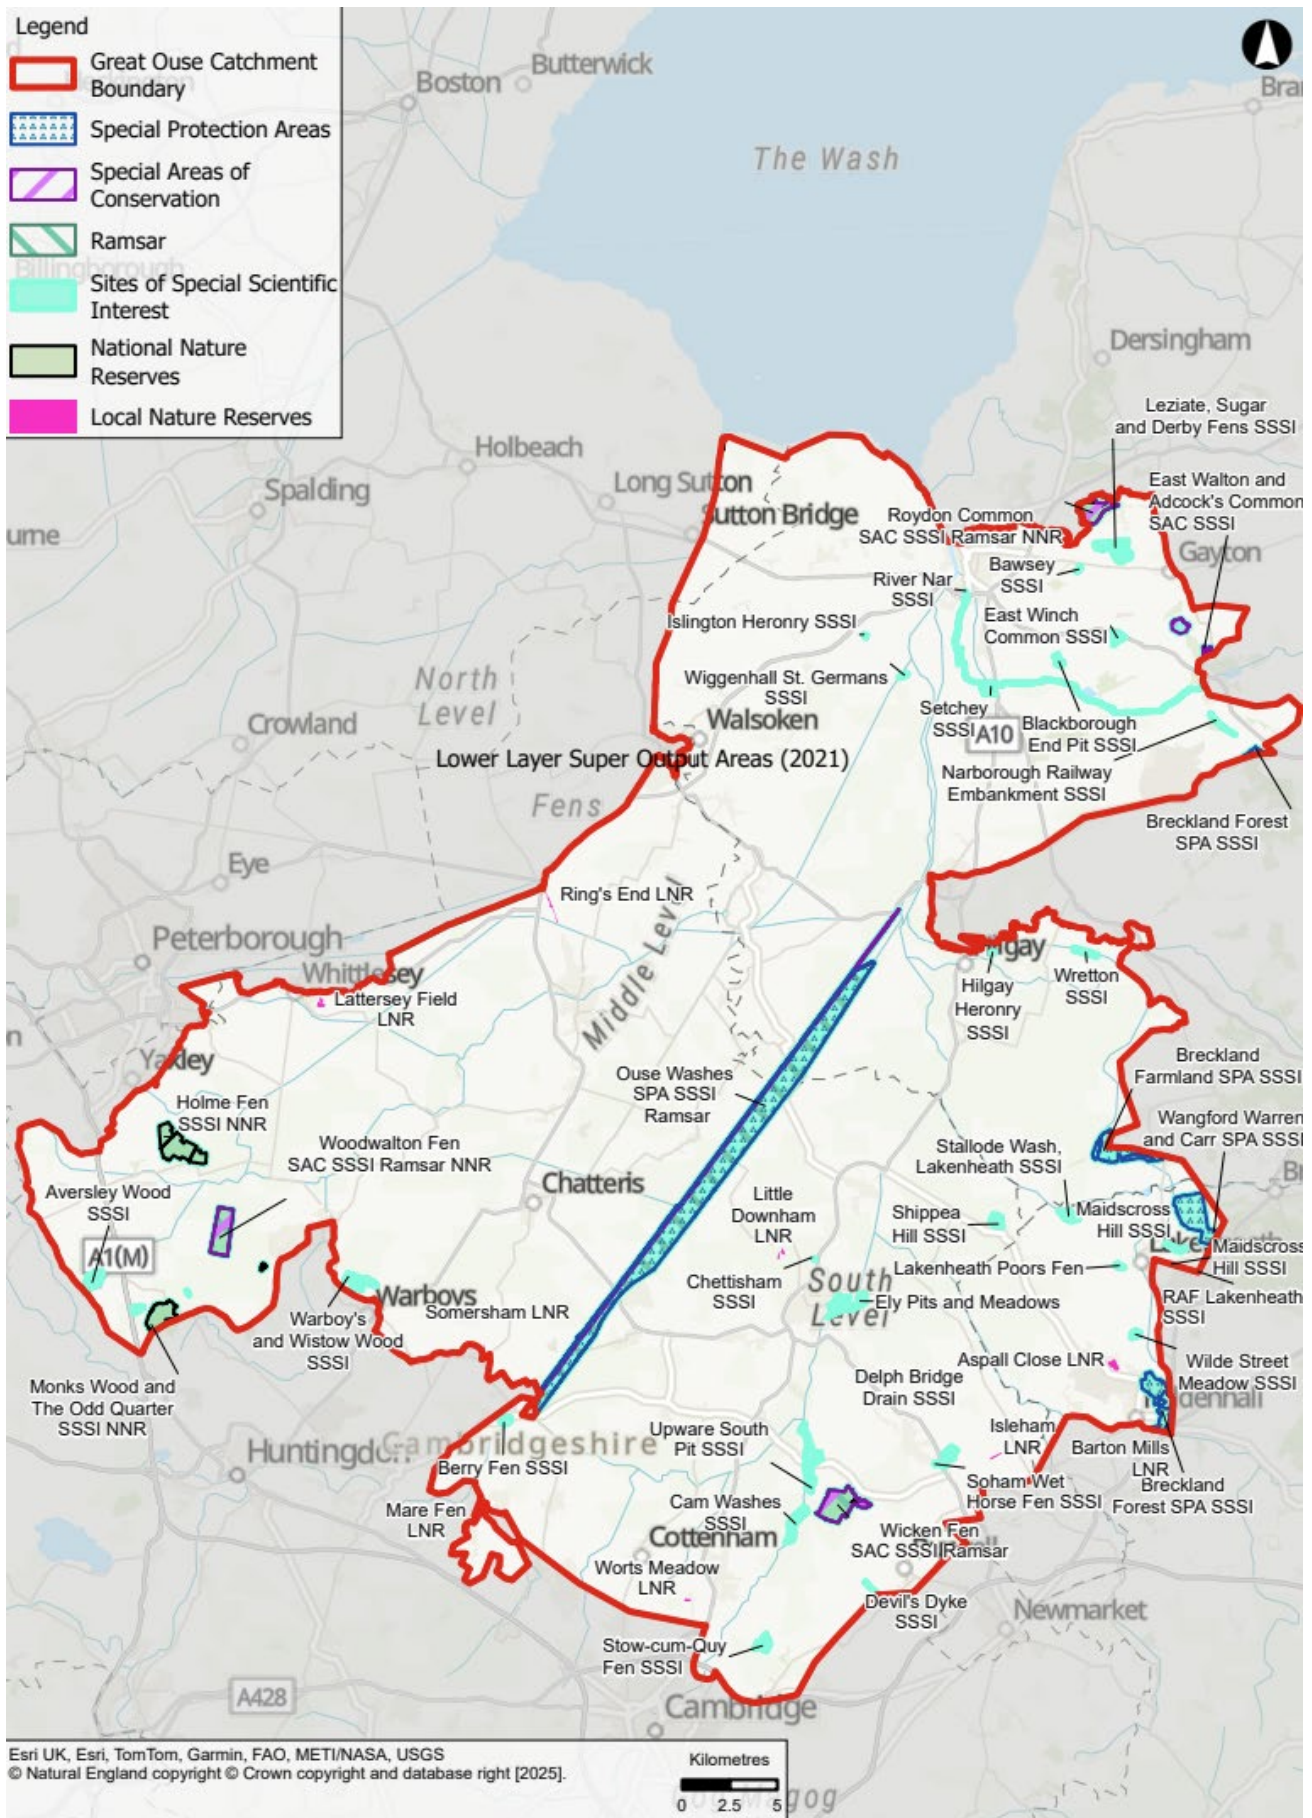 Legend
Great Ouse Catchment
Boundary
Special Protection Areas
Special Areas of
Conservation
Ramsar
Billingborough
Sites of Special Scientific
Interest
National Nature
Reserves
Local Nature Reserves
Boston
Butterwick
The Wash
Dersingham
Leziate, Sugar
and Derby Fens SSSI
Holbeach
Long Sutton
Spalding
Sutton Bridge
East Walton and
Adcock's Common
SAC SSSI
Roydon Common
SAC SSSI Ramsar NNR
Gayton
Bawsey
SSSI
River Nar
SSSI
East Winch
Common SSSI
Islington Heronry SSSI
Wiggenhall St. Germans
SSSI
North
Level
Setchey
SSSI
A10
Blackborough
End Pit SSSI
Crowland
Walsoken
Lower Layer Super Output Areas (2021)
Narborough Railway
Embankment SSSI
Fens
Breckland Forest
SPA SSSI
Eye
Ring's End LNR
Peterborough
Whittlesey
Lattersey Field
LNR
Middle Level
Hilgay
Heronry
SSSI
Wretton
SSSI
Yaxley
Holme Fen
SSSI NNR
Ouse Washes
SPA SSSI
Ramsar
Breckland
Farmland SPA SSSI
Wangford Warren
and Carr SPA SSSI
Woodwalton Fen
SAC SSSI Ramsar NNR
Stallode Wash,
Lakenheath SSSI
Aversley Wood
SSSI
Chatteris
Little
Downham
LNR
Shippea
Hill SSSI
Maidscross
Hill SSSI
A1(M)
Maidscross
Hill SSSI
Chettisham
SSSI
South
Level
Lakenheath Poors Fen
Warboys
Somersham LNR
Ely Pits and Meadows
RAF Lakenheath
SSSI
Warboy's
and Wistow Wood
SSSI
Aspall Close LNR
Wilde Street
Meadow SSSI
Monks Wood and
The Odd Quarter
SSSI NNR
Delph Bridge
Drain SSSI
Huntingdon
Cambridgeshire
Upware South
Pit SSSI
Isleham
LNR
Barton Mills
LNR
Berry Fen SSSI
Soham Wet
Horse Fen SSSI
Breckland
Forest SPA SSSI
Mare Fen
LNR
Cam Washes
SSSI
Cottenham
Wicken Fen
SAC SSSI Ramsar
Worts Meadow
LNR
Devil's Dyke
SSSI
Newmarket
Stow-cum-Quy
Fen SSSI
A428
Cambridge
Esri UK, Esri, TomTom, Garmin, FAO, METI/NASA, USGS
© Natural England copyright © Crown copyright and database right [2025].
Kilometres
0 2.5 5